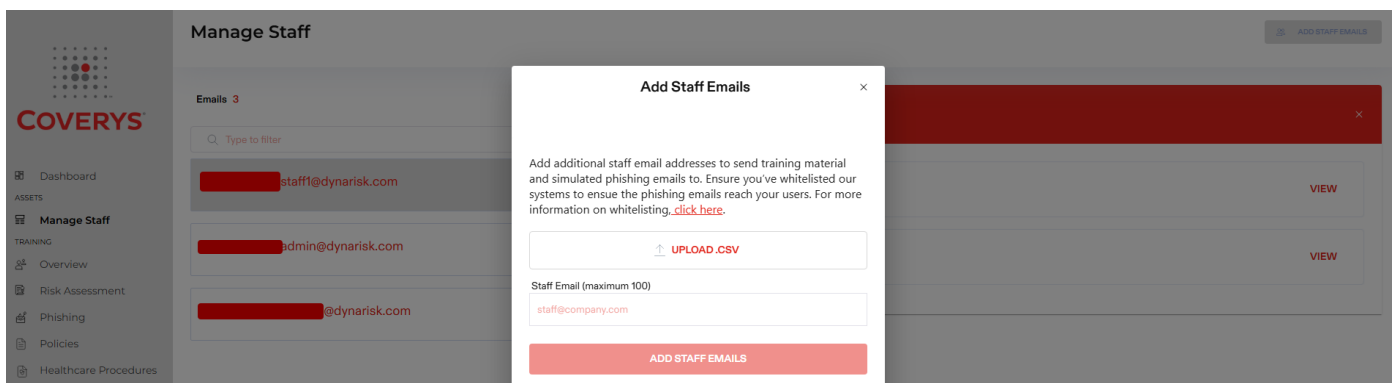 Manage Staff
ADD STAFF EMAILS
COVERYS
Dashboard
ASSETS
Manage Staff
TRAINING
Overview
Risk Assessment
Phishing
Policies
Healthcare Procedures
Emails 3
Type to filter
staff1@dynarisk.com
admin@dynarisk.com
@dynarisk.com
Add Staff Emails
Add additional staff email addresses to send training material
and simulated phishing emails to. Ensure you've whitelisted our
systems to ensue the phishing emails reach your users. For more
information on whitelisting, click here.
UPLOAD .CSV
Staff Email (maximum 100)
staff@company.com
ADD STAFF EMAILS
VIEW
VIEW